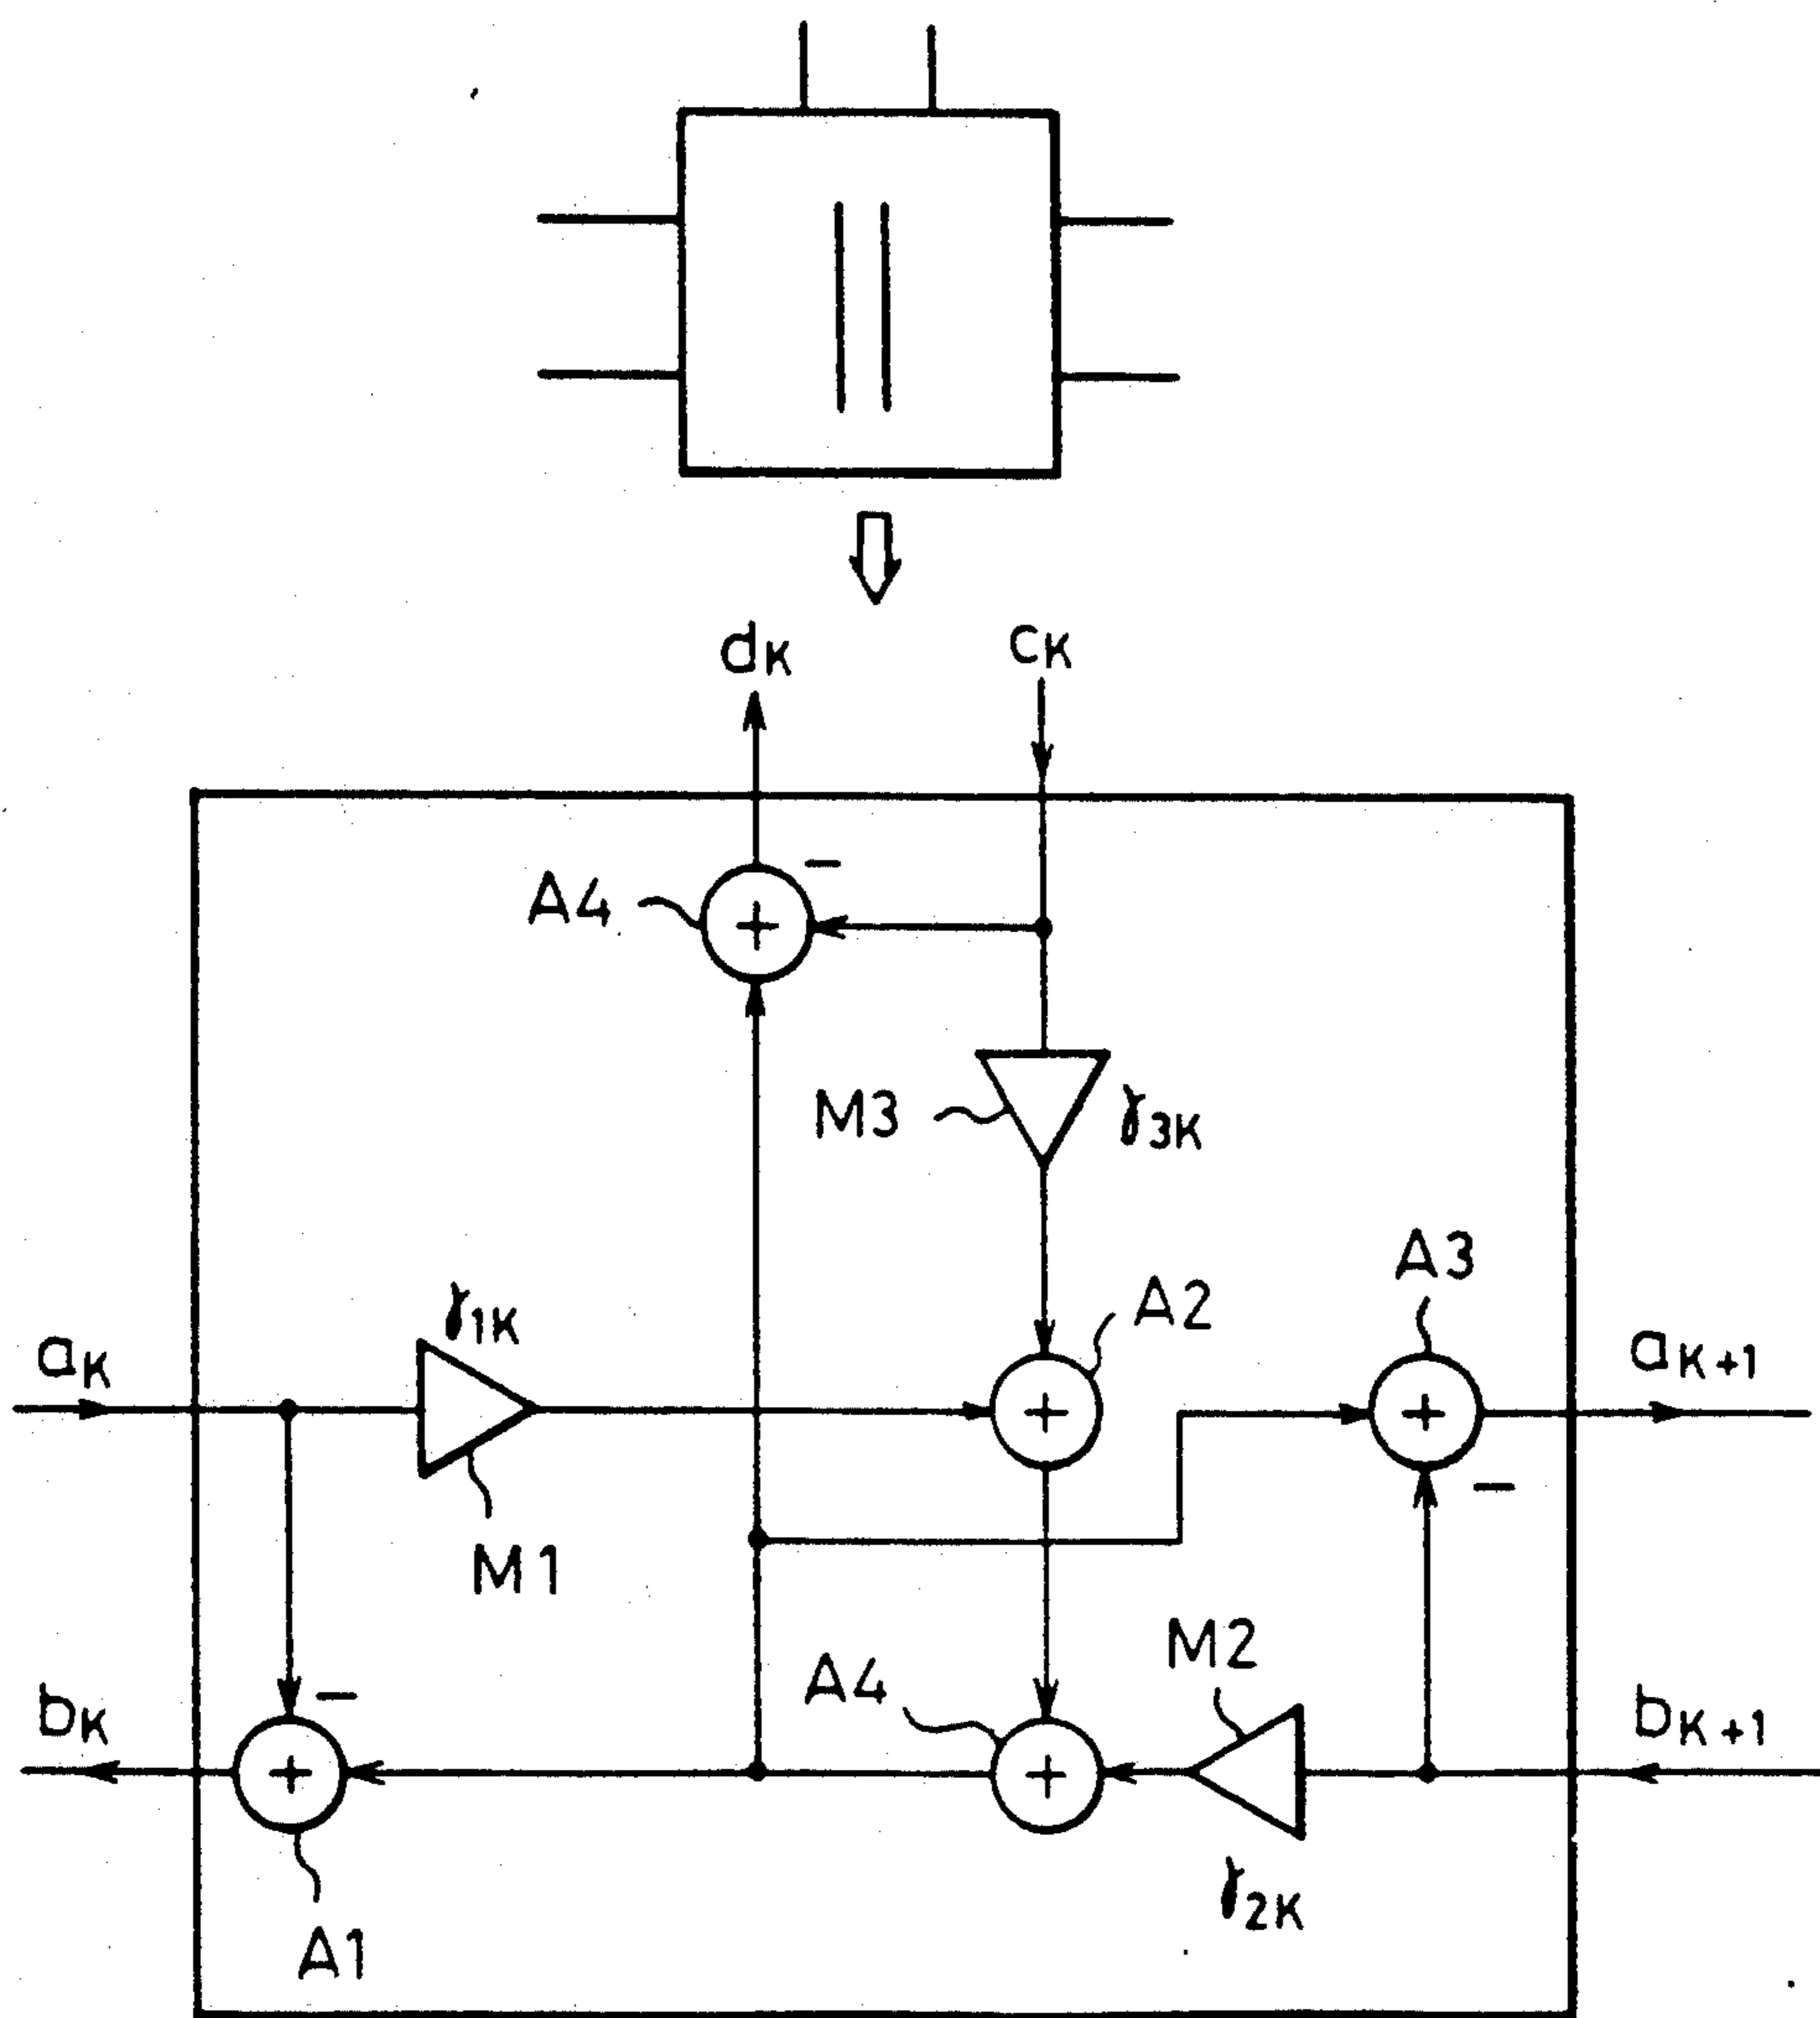 dK
cK
A4
−
+
M3
γ3K
A3
A2
γ1K
aK
aK+1
+
+
−
M1
M2
A4
bK
−
bK+1
+
+
γ2K
A1